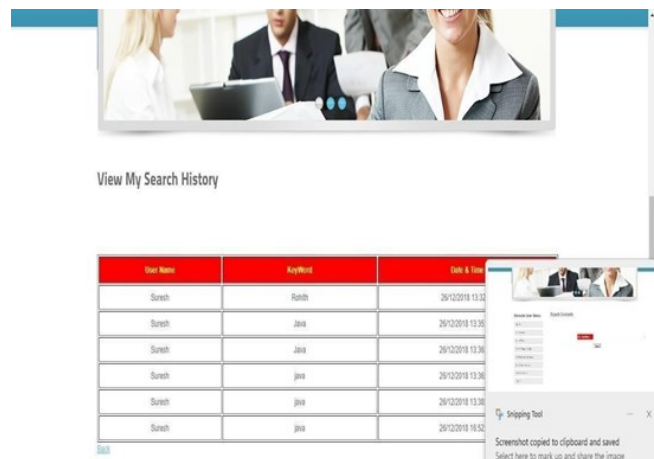 View My Search History
User Name KeyWord Date & Time
Suresh Rohith 26/12/2018 13:32
Suresh Java 26/12/2018 13:35
Suresh Java 26/12/2018 13:36
Suresh java 26/12/2018 13:36
Suresh java 26/12/2018 13:38
Suresh java 26/12/2018 16:52
Back
Snipping Tool
Screenshot copied to clipboard and saved
Select here to mark up and share the image